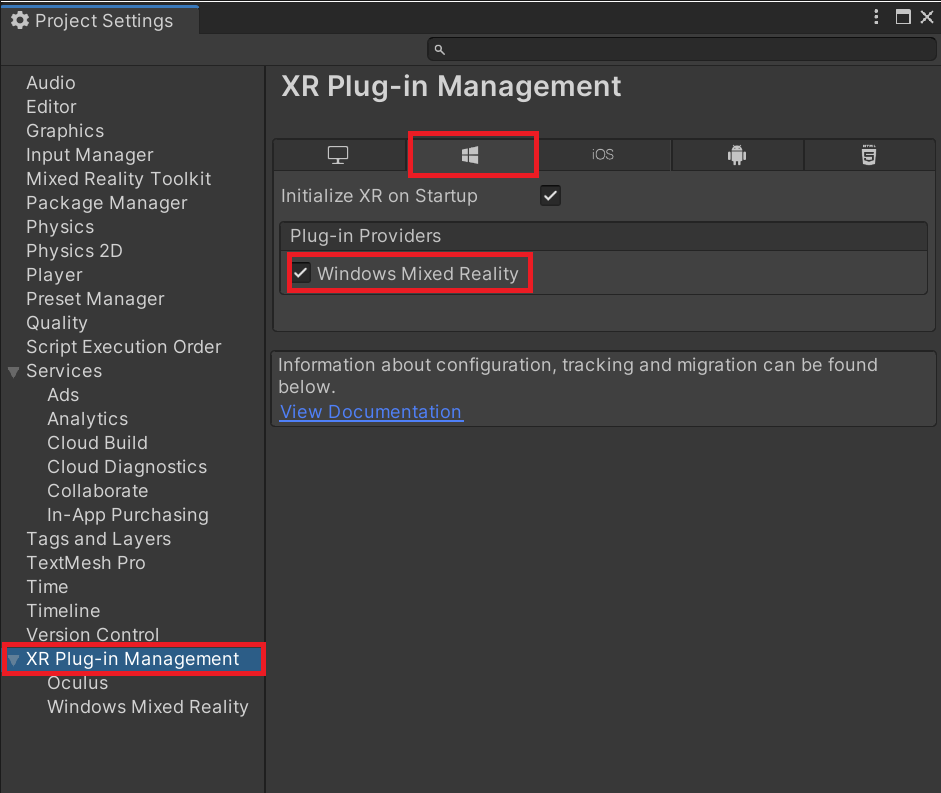 Project Settings
XR Plug-in Management
Audio
Editor
Graphics
Input Manager
Mixed Reality Toolkit
Package Manager
Physics
Physics 2D
Player
Preset Manager
Quality
Script Execution Order
Services
Ads
Analytics
Cloud Build
Cloud Diagnostics
Collaborate
In-App Purchasing
Tags and Layers
TextMesh Pro
Time
Timeline
Version Control
XR Plug-in Management
Oculus
Windows Mixed Reality
iOS
HTML
5
Initialize XR on Startup
Plug-in Providers
Windows Mixed Reality
Information about configuration, tracking and migration can be found
below.
View Documentation